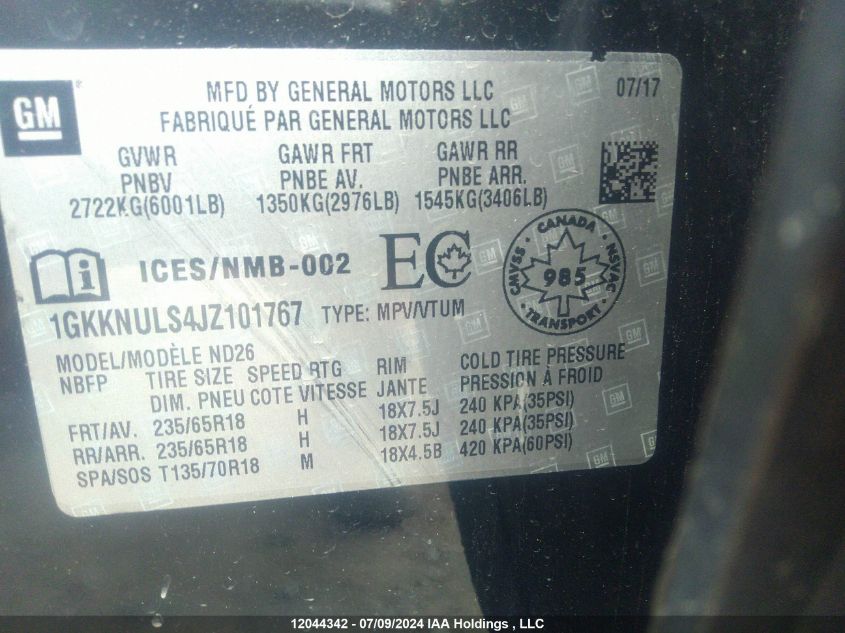 GM
MFD BY GENERAL MOTORS LLC 07/17
FABRIQUÉ PAR GENERAL MOTORS LLC
GVWR GAWR FRT GAWR RR
PNBV PNBE AV. PNBE ARR.
2722KG(6001LB) 1350KG(2976LB) 1545KG(3406LB)
ICES/NMB-002 EC
CANADA
CMVSS 985 NSVAC
TRANSPORT
1GKKNULS4JZ101767 TYPE: MPV/VTUM
MODEL/MODÈLE ND26
NBFP TIRE SIZE SPEED RTG RIM COLD TIRE PRESSURE
DIM. PNEU COTE VITESSE JANTE PRESSION À FROID
FRT/AV. 235/65R18 H 18X7.5J 240 KPA(35PSI)
RR/ARR. 235/65R18 H 18X7.5J 240 KPA(35PSI)
SPA/SOS T135/70R18 M 18X4.5B 420 KPA(60PSI)
12044342 - 07/09/2024 IAA Holdings , LLC